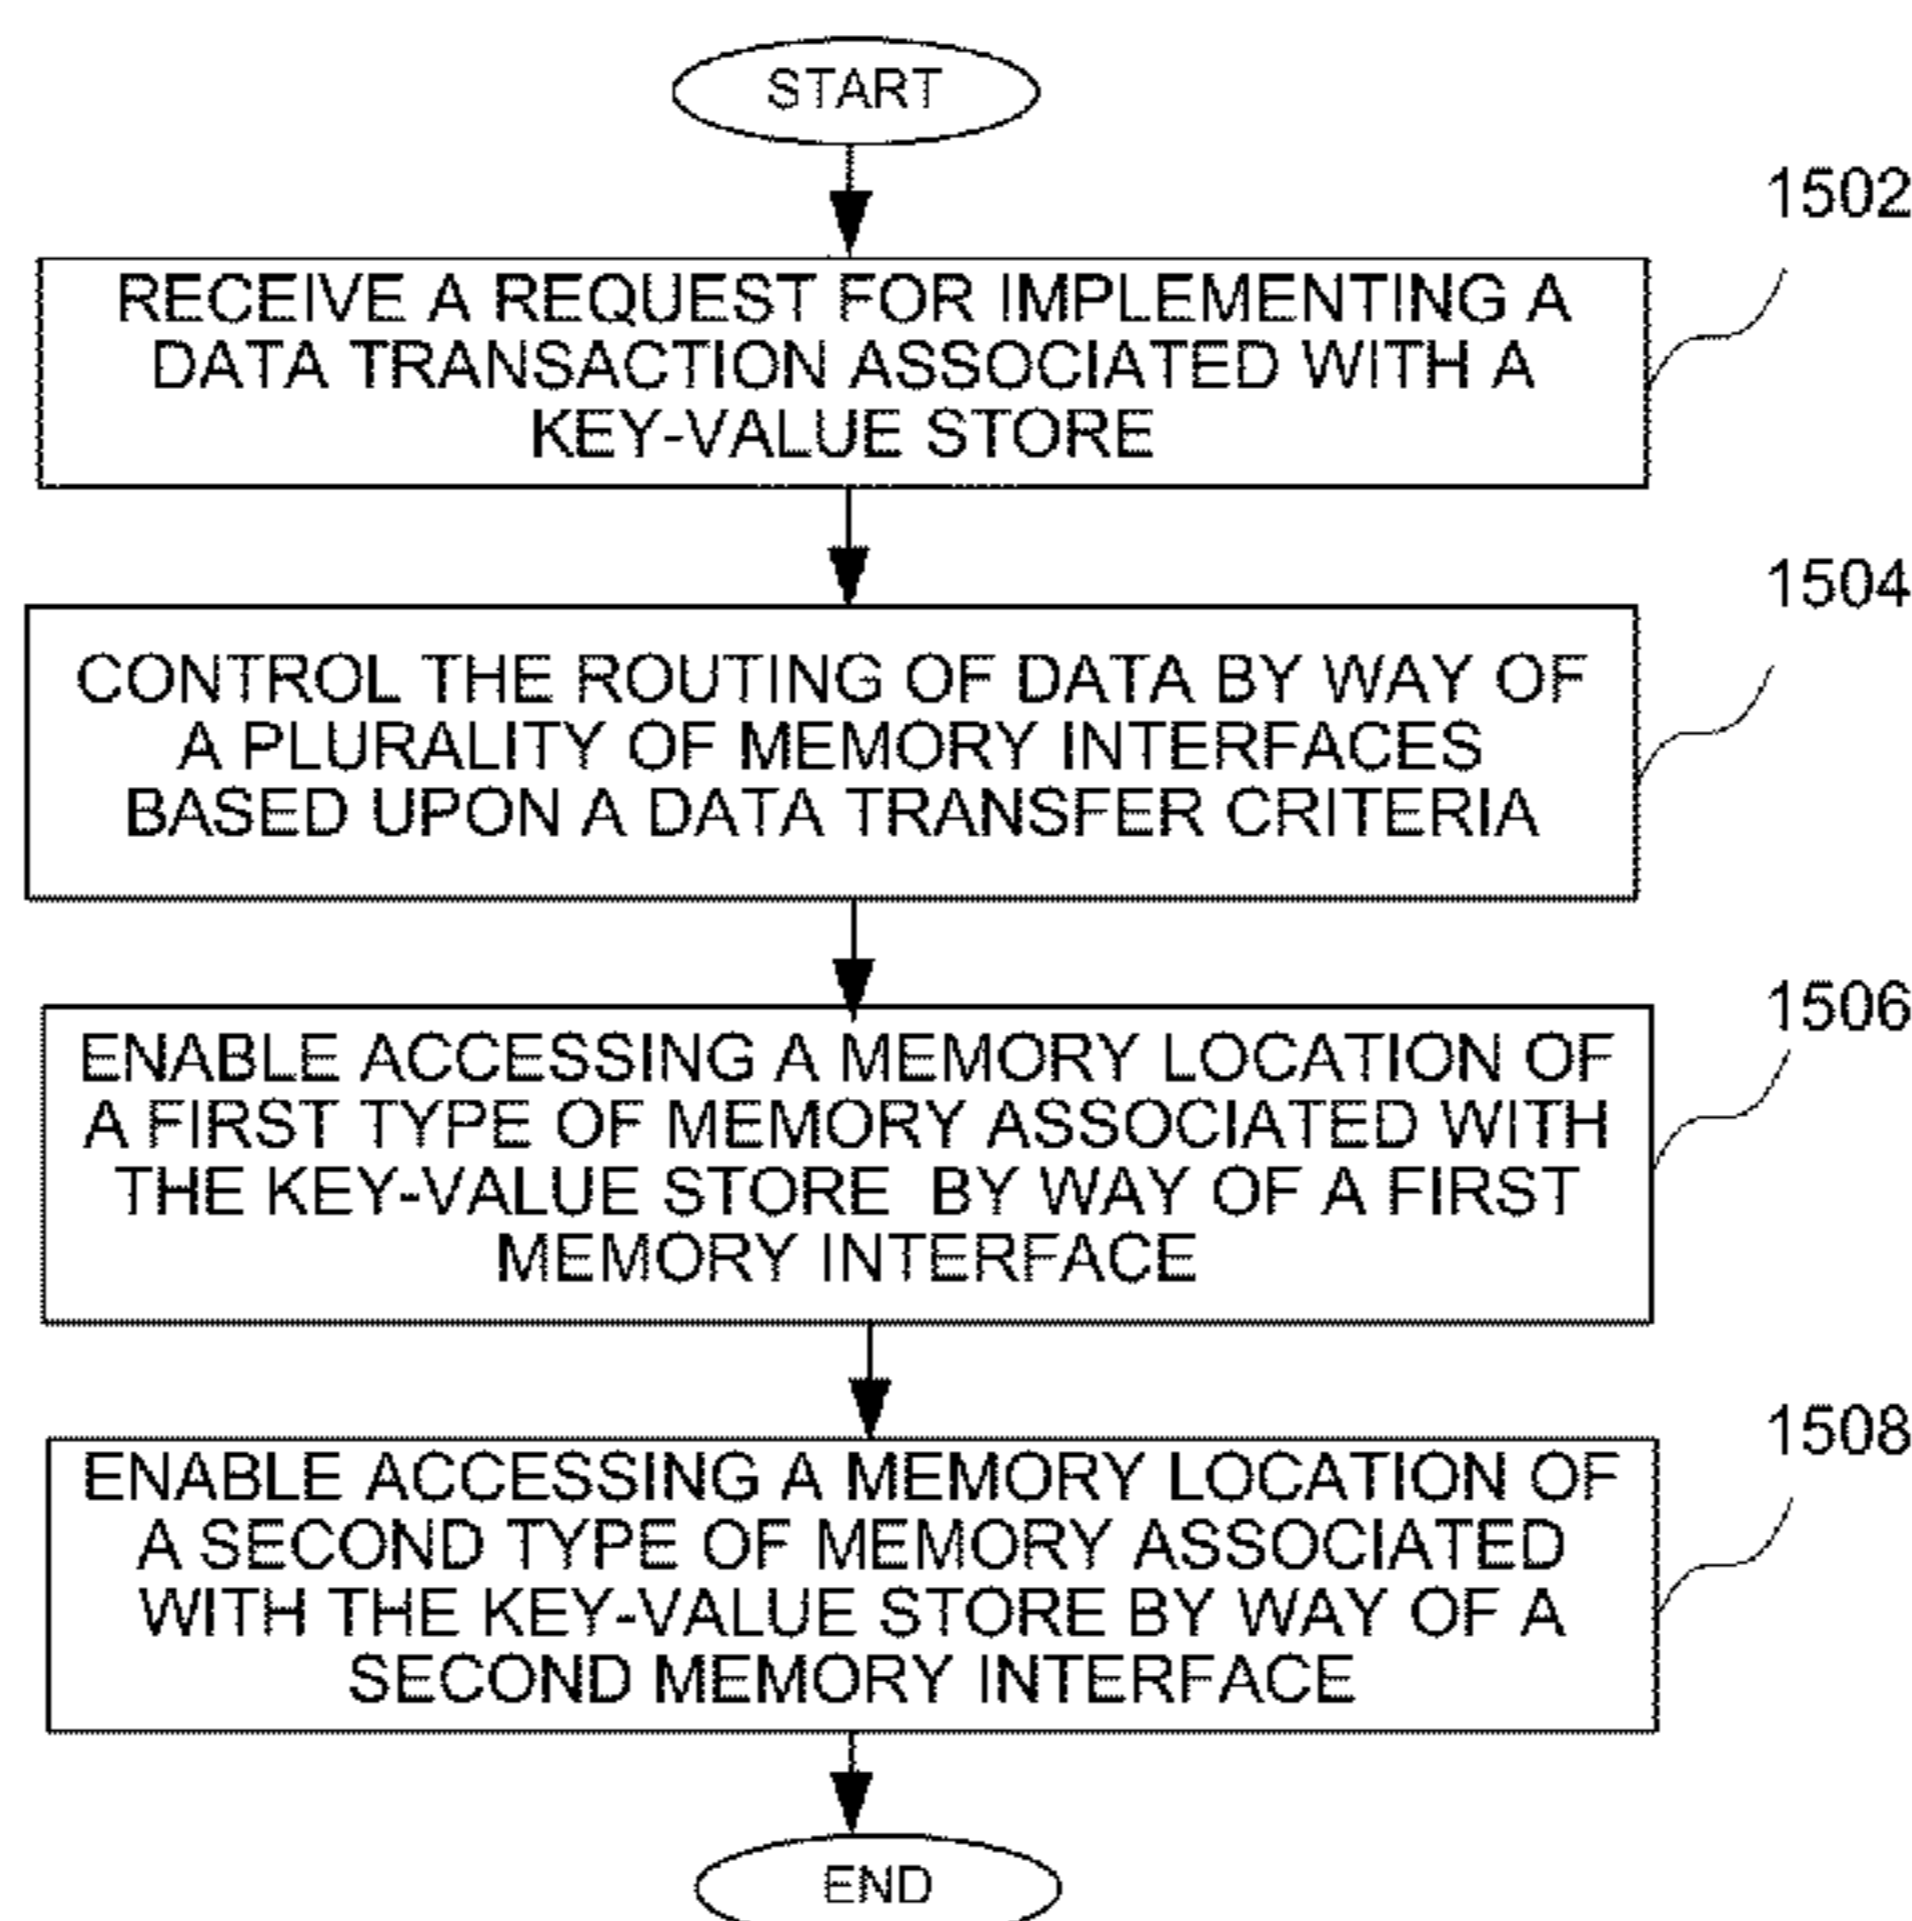 START
1502
RECEIVE A REQUEST FOR IMPLEMENTING A
DATA TRANSACTION ASSOCIATED WITH A
KEY-VALUE STORE
1504
CONTROL THE ROUTING OF DATA BY WAY OF
A PLURALITY OF MEMORY INTERFACES
BASED UPON A DATA TRANSFER CRITERIA
1506
ENABLE ACCESSING A MEMORY LOCATION OF
A FIRST TYPE OF MEMORY ASSOCIATED WITH
THE KEY-VALUE STORE BY WAY OF A FIRST
MEMORY INTERFACE
1508
ENABLE ACCESSING A MEMORY LOCATION OF
A SECOND TYPE OF MEMORY ASSOCIATED
WITH THE KEY-VALUE STORE BY WAY OF A
SECOND MEMORY INTERFACE
END